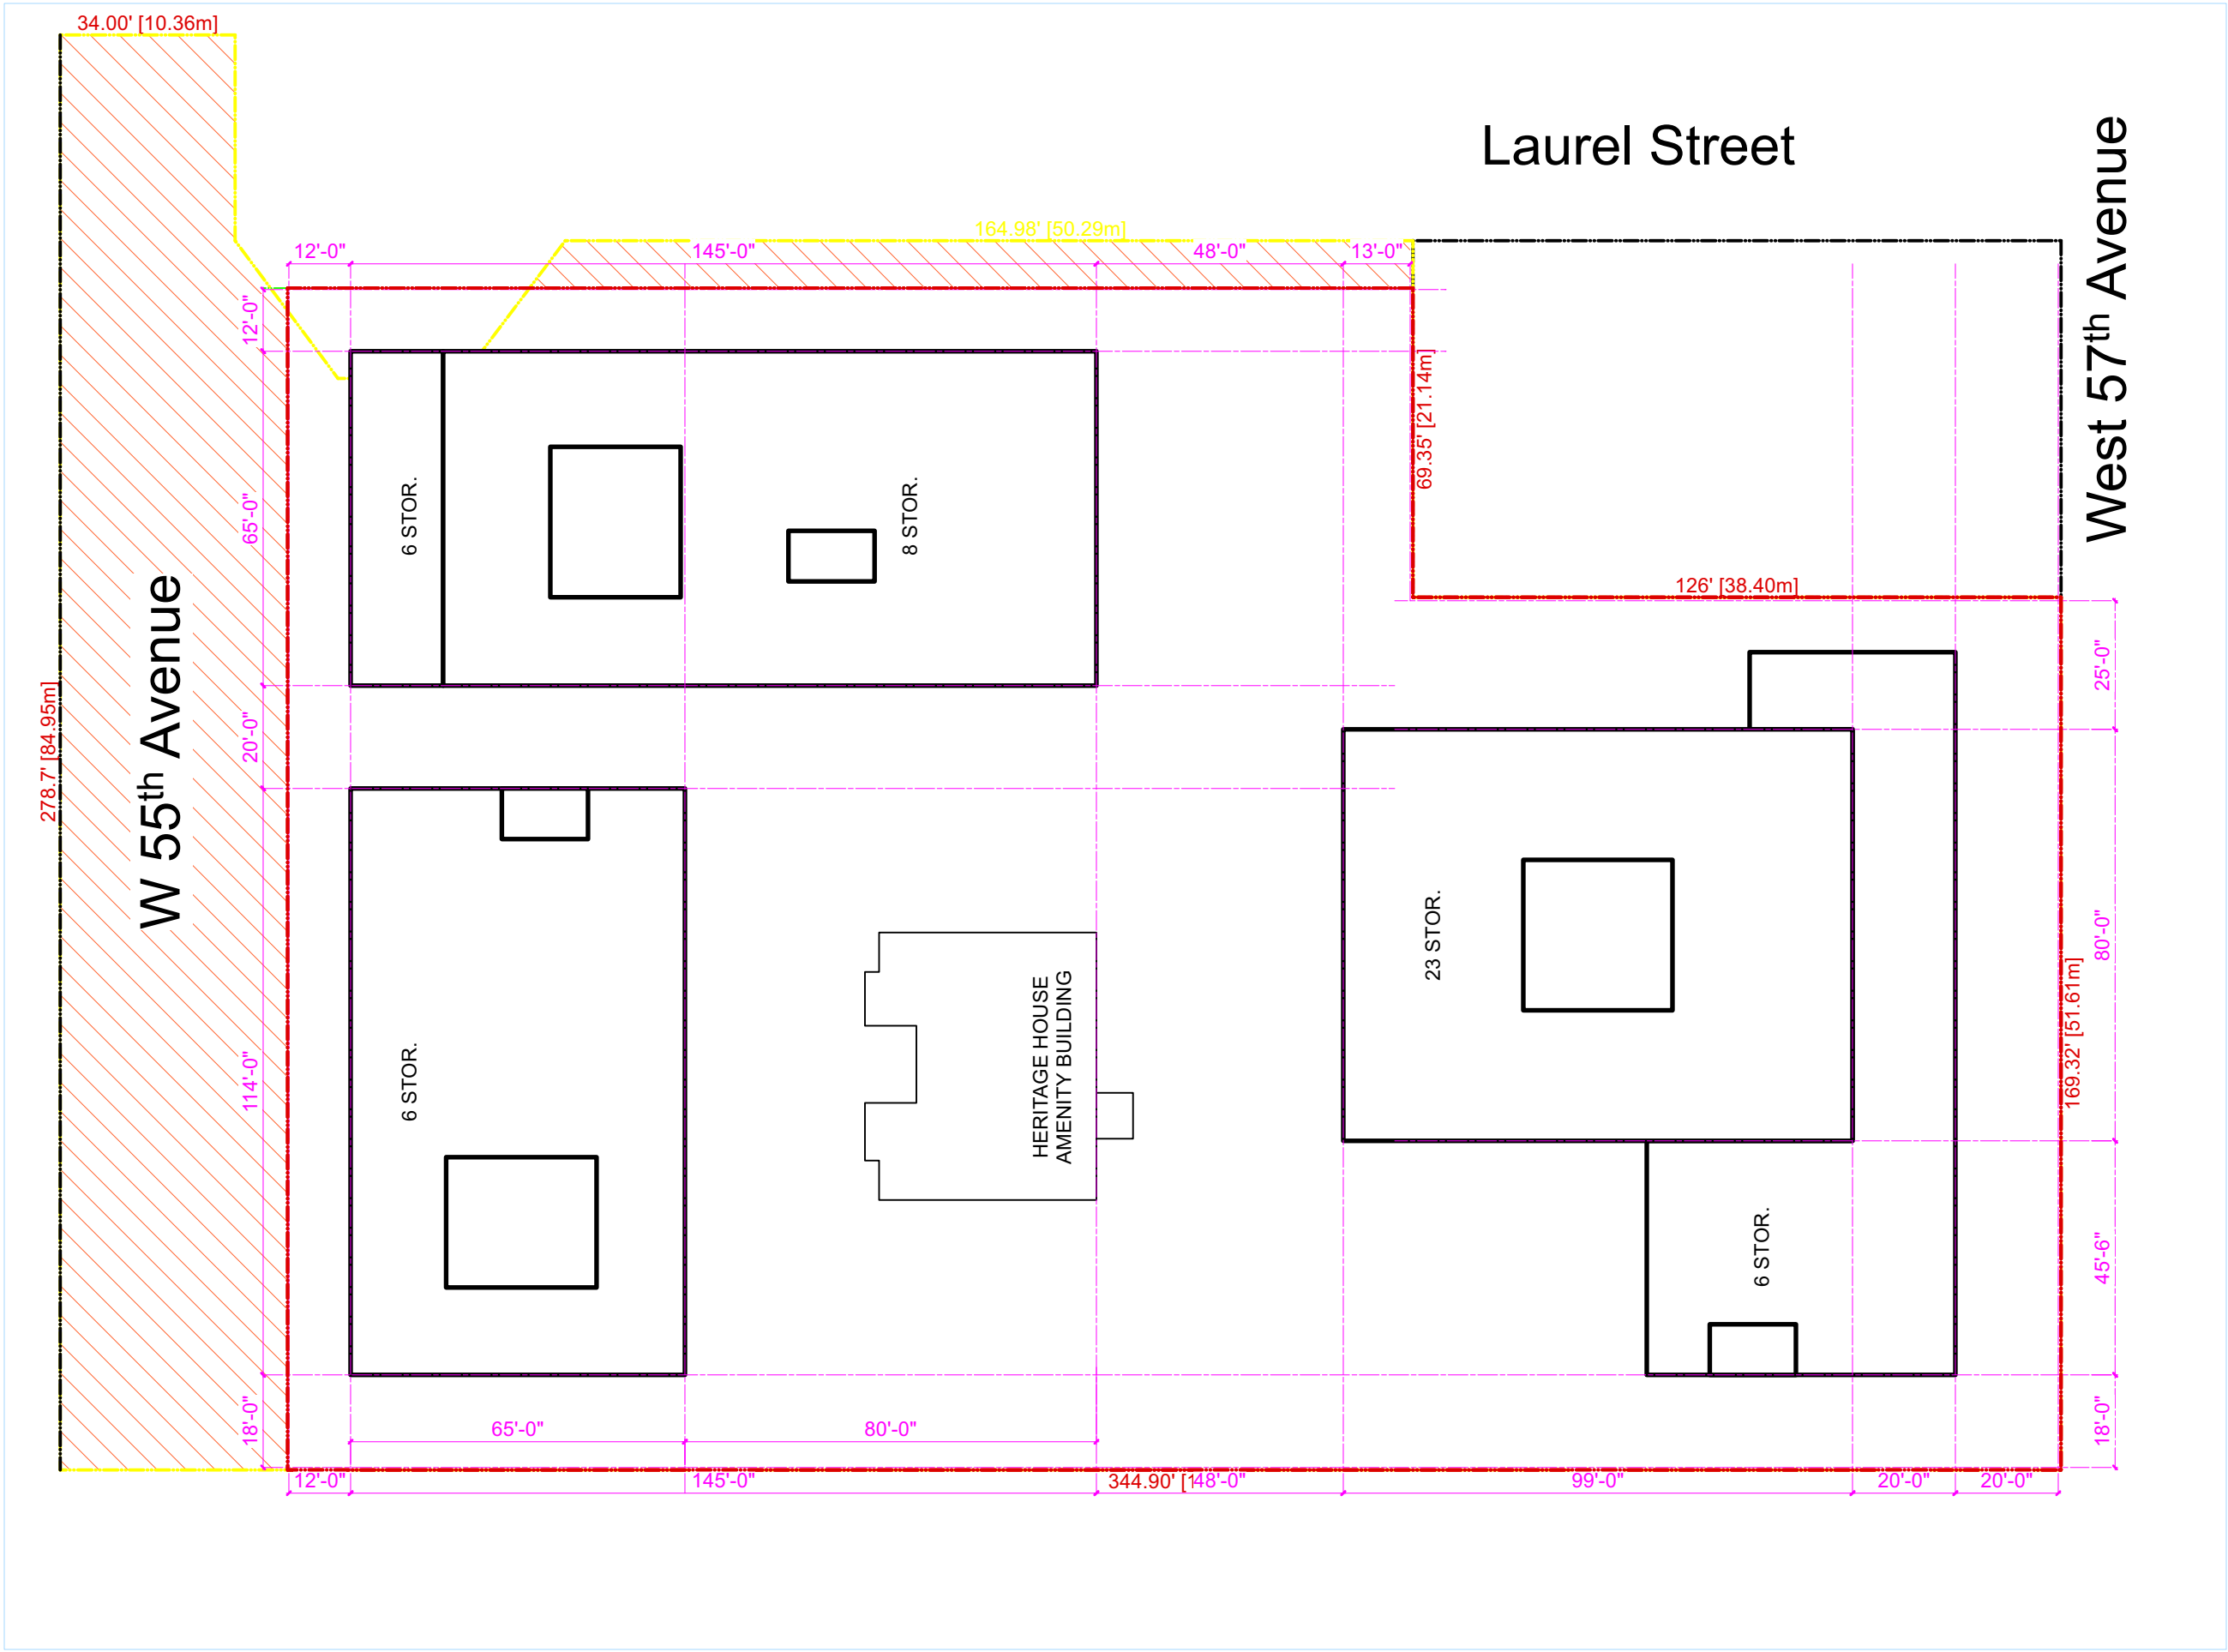 34.00' [10.36m]
Laurel Street
West 57th Avenue
164.98' [50.29m]
12'-0"
145'-0"
48'-0"
13'-0"
12'-0"
69.35' [21.14m]
6 STOR.
8 STOR.
65'-0"
126' [38.40m]
W 55th Avenue
278.7' [84.95m]
20'-0"
25'-0"
23 STOR.
80'-0"
HERITAGE HOUSE
AMENITY BUILDING
169.32' [51.61m]
6 STOR.
114'-0"
6 STOR.
45'-6"
18'-0"
65'-0"
80'-0"
18'-0"
12'-0"
145'-0"
344.90' [1
48'-0"
99'-0"
20'-0"
20'-0"